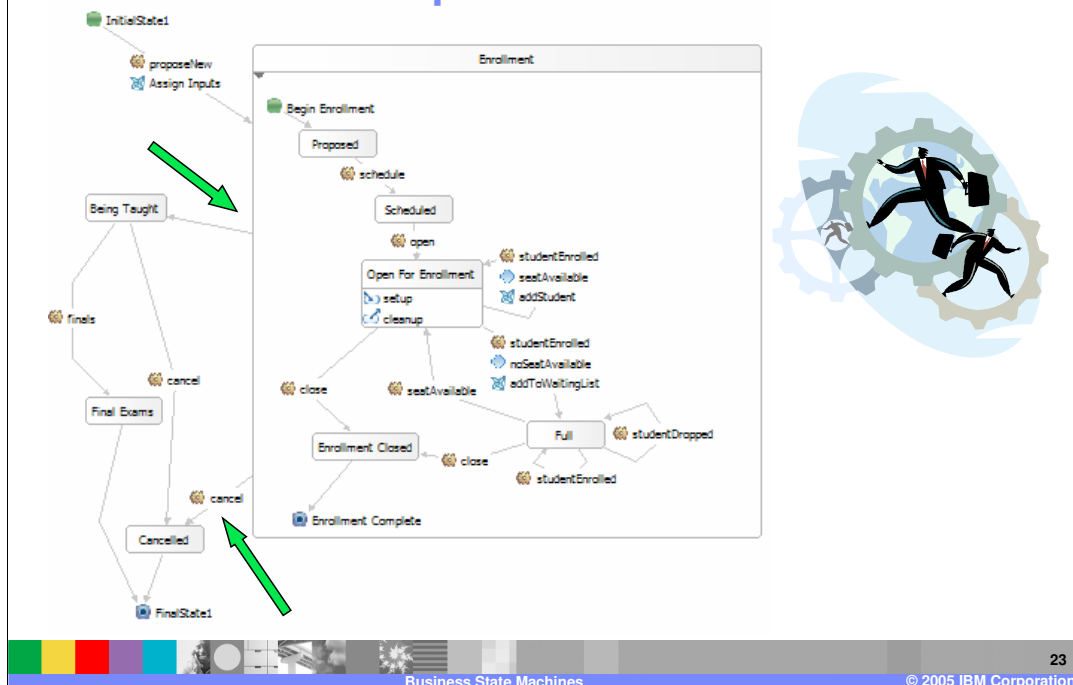 InitialState1
proposeNew
Assign Inputs
Enrollment
Begin Enrollment
Proposed
schedule
Being Taught
Scheduled
open
studentEnrolled
seatAvailable
addStudent
Open For Enrollment
setup
cleanup
finals
studentEnrolled
noSeatAvailable
addToWaitingList
cancel
close
seatAvailable
Final Exams
Full
studentDropped
Enrollment Closed
close
studentEnrolled
cancel
Enrollment Complete
Cancelled
FinalState1
23
Business State Machines
© 2005 IBM Corporation